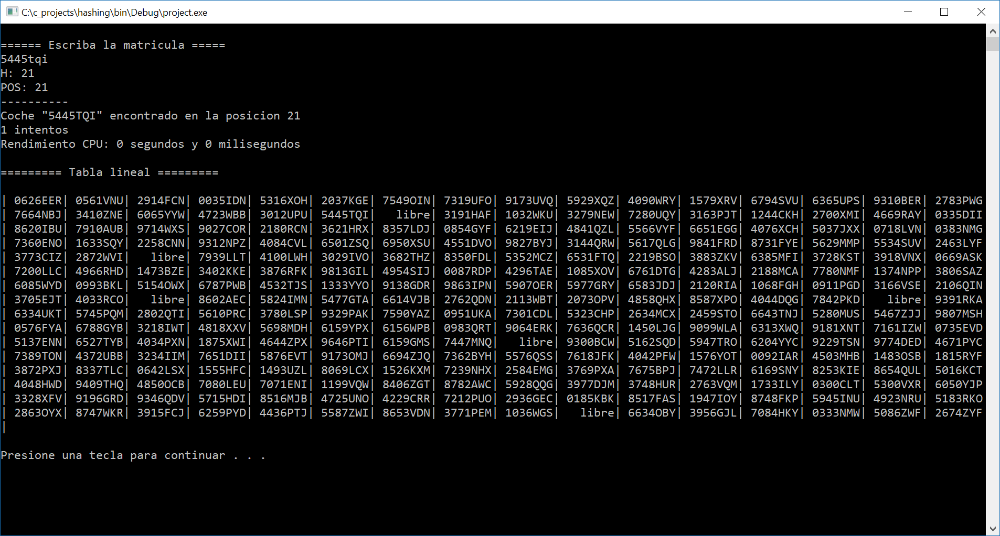 C:\c_projects\hashing\bin\Debug\project.exe
====== Escriba la matricula =====
5445tqi
H: 21
POS: 21
----------
Coche "5445TQI" encontrado en la posicion 21
1 intentos
Rendimiento CPU: 0 segundos y 0 milisegundos
========= Tabla lineal =========
| 0626EER| 0561VNU| 2914FCN| 0035IDN| 5316XOH| 2037KGE| 7549OIN| 7319UFO| 9173UVQ| 5929XQZ| 4090WRY| 1579XRV| 6794SVU| 6365UPS| 9310BER| 2783PWG
| 7664NBJ| 3410ZNE| 6065YYW| 4723WBB| 3012UPU| 5445TQI|   libre| 3191HAF| 1032WKU| 3279NEW| 7280UQY| 3163PJT| 1244CKH| 2700XMI| 4669RAY| 0335DII
| 8620IBU| 7910AUB| 9714WXS| 9027COR| 2180RCN| 3621HRX| 8357LDJ| 0854GYF| 6219EIJ| 4841QZL| 5566VYF| 6651EGG| 4076XCH| 5037JXX| 0718LVN| 0383NMG
| 7360ENO| 1633SQY| 2258CNN| 9312NPZ| 4084CVL| 6501ZSQ| 6950XSU| 4551DVO| 9827BYJ| 3144QRW| 5617QLG| 9841FRD| 8731FYE| 5629MMP| 5534SUV| 2463LYF
| 3773CIZ| 2872WVI|   libre| 7939LLT| 4100LWH| 3029IVO| 3682THZ| 8350FDL| 5352MCZ| 6531FTQ| 2219BSO| 3883ZKV| 6385MFI| 3728KST| 3918VNX| 0669ASK
| 7200LLC| 4966RHD| 1473BZE| 3402KKE| 3876RFK| 9813GIL| 4954SIJ| 0087RDP| 4296TAE| 1085XOV| 6761DTG| 4283ALJ| 2188MCA| 7780NMF| 1374NPP| 3806SAZ
| 6085WYD| 0993BKL| 5154OWX| 6787PWB| 4532TJS| 1333YYO| 9138GDR| 9863IPN| 5907OER| 5977GRY| 6583JDJ| 2120RIA| 1068FGH| 0911PGD| 3166VSE| 2106QIN
| 3705EJT| 4033RCO|   libre| 8602AEC| 5824IMN| 5477GTA| 6614VJB| 2762QDN| 2113WBT| 2073OPV| 4858QHX| 8587XPO| 4044DQG| 7842PKD|   libre| 9391RKA
| 6334UKT| 5745PQM| 2802QTI| 5610PRC| 3780LSP| 9329PAK| 7590YAZ| 0951UKA| 7301CDL| 5323CHP| 2634MCX| 2459STO| 6643TNJ| 5280MUS| 5467ZJJ| 9807MSH
| 0576FYA| 6788GYB| 3218IWT| 4818XXV| 5698MDH| 6159YPX| 6156WPB| 0983QRT| 9064ERK| 7636QCR| 1450LJG| 9099WLA| 6313XWQ| 9181XNT| 7161IZW| 0735EVD
| 5137ENN| 6527TYB| 4034PXN| 1875XWI| 4644ZPX| 9646PTI| 6159GMS| 7447MNQ|   libre| 9300BCW| 5162SQD| 5947TRO| 6204YYC| 9229TSN| 9774DED| 4671PYC
| 7389TON| 4372UBB| 3234IIM| 7651DII| 5876EVT| 9173OMJ| 6694ZJQ| 7362BYH| 5576QSS| 7618JFK| 4042PFW| 1576YOT| 0092IAR| 4503MHB| 1483OSB| 1815RYF
| 3872PXJ| 8337TLC| 0642LSX| 1555HFC| 1493UZL| 8069LCX| 1526KXM| 7239NHX| 2584EMG| 3769PXA| 7675BPJ| 7472LLR| 6169SNY| 8253KIE| 8654QUL| 5016KCT
| 4048HWD| 9409THQ| 4850OCB| 7080LEU| 7071ENI| 1199VQW| 8406ZGT| 8782AWC| 5928QQG| 3977DJM| 3748HUR| 2763VQM| 1733ILY| 0300CLT| 5300VXR| 6050YJP
| 3328XFV| 9196GRD| 9346QDV| 5715HDI| 8516MJB| 4725UNO| 4229CRR| 7212PUO| 2936GEC| 0185KBK| 8517FAS| 1947IOY| 8748FKP| 5945INU| 4923NRU| 5183RKO
| 2863OYX| 8747WKR| 3915FCJ| 6259PYD| 4436PTJ| 5587ZWI| 8653VDN| 3771PEM| 1036WGS|   libre| 6634OBY| 3956GJL| 7084HKY| 0333NMW| 5086ZWF| 2674ZYF
|
Presione una tecla para continuar . . .